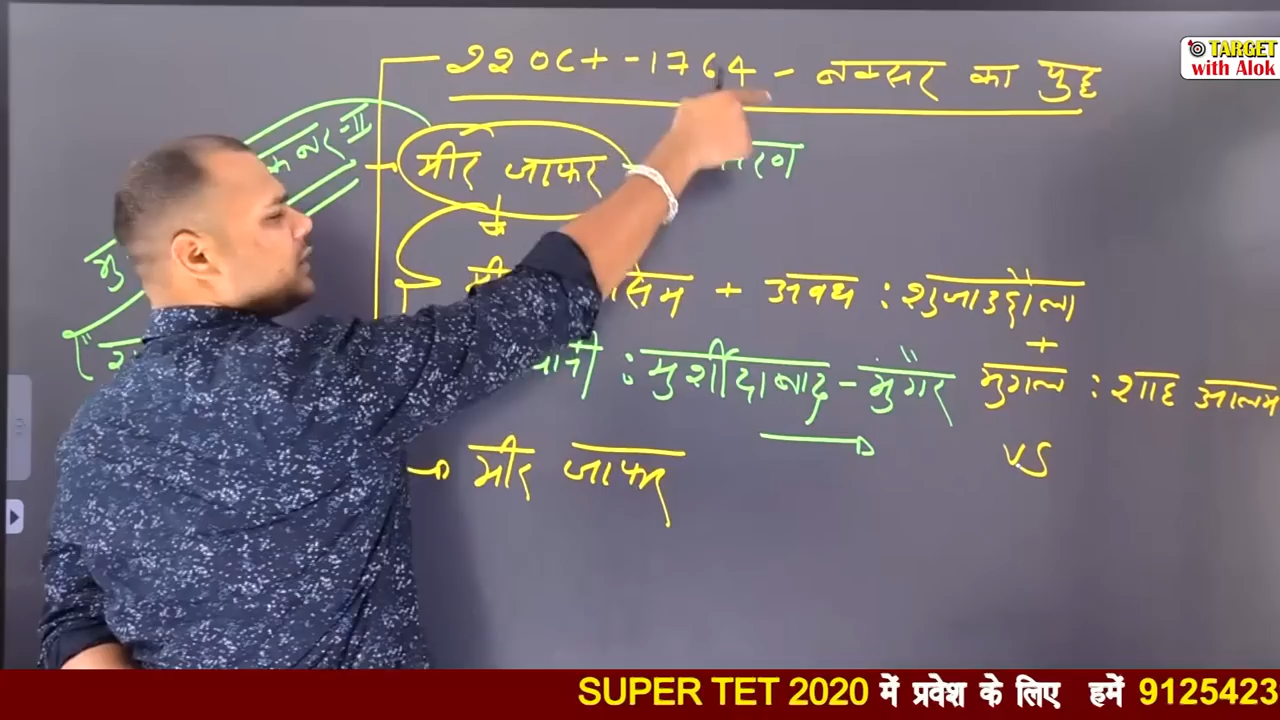 TARGET
with Alok
22 Oct - 1764 - बक्सर का युद्ध
मीर जाफर
के
+ अवध : शुजाउद्दौला
+
: मुर्शीदाबाद - मुंगेर
मुगल : शाह आलम
VS
→ मीर जाफर
SUPER TET 2020 में प्रवेश के लिए हमें 9125423